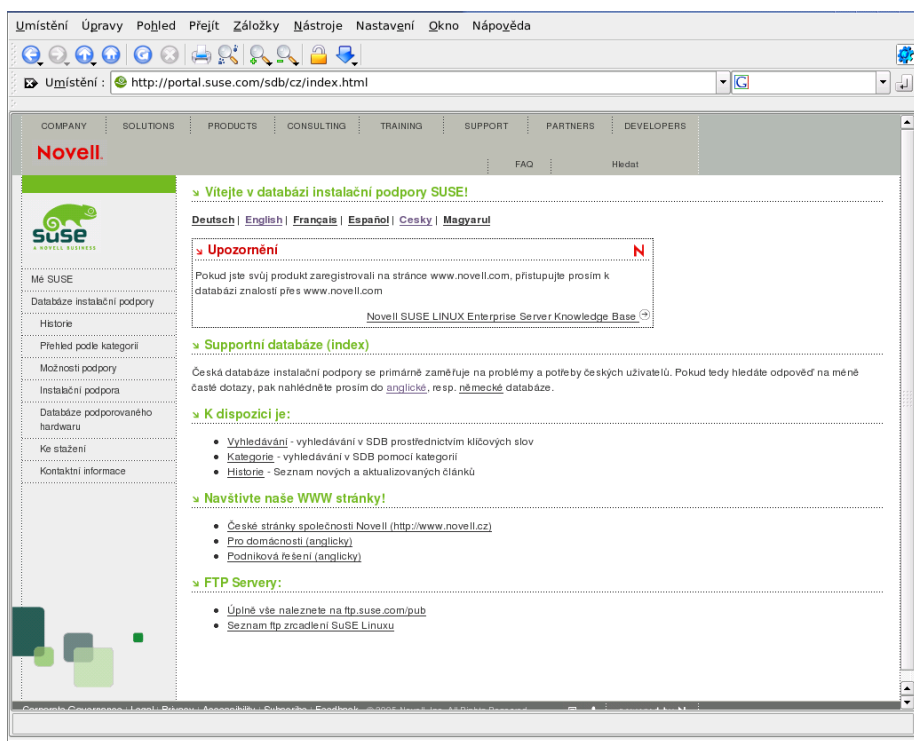 Umístění Úpravy Pohled Přejít Záložky Nástroje Nastavení Okno Nápověda
Umístění : http://portal.suse.com/sdb/cz/index.html
COMPANY SOLUTIONS PRODUCTS CONSULTING TRAINING SUPPORT PARTNERS DEVELOPERS
Novell.
FAQ Hledat
SUSE
A NOVELL BUSINESS
Mé SUSE
Databáze instalační podpory
Historie
Přehled podle kategorií
Možnosti podpory
Instalační podpora
Databáze podporovaného
hardwaru
Ke stažení
Kontaktní informace
Vítejte v databázi instalační podpory SUSE!
Deutsch | English | Français | Español | Cesky | Magyarul
Upozornění N
Pokud jste svůj produkt zaregistrovali na stránce www.novell.com, přistupujte prosím k
databázi znalostí přes www.novell.com
Novell SUSE LINUX Enterprise Server Knowledge Base
Supportní databáze (index)
Česká databáze instalační podpory se primárně zaměřuje na problémy a potřeby českých uživatelů. Pokud tedy hledáte odpověď na méně
časté dotazy, pak nahlédněte prosím do anglické, resp. německé databáze.
K dispozici je:
Vyhledávání - vyhledávání v SDB prostřednictvím klíčových slov
Kategorie - vyhledávání v SDB pomocí kategorií
Historie - Seznam nových a aktualizovaných článků
Navštivte naše WWW stránky!
České stránky společnosti Novell (http://www.novell.cz)
Pro domácnosti (anglicky)
Podniková řešení (anglicky)
FTP Servery:
Úplně vše naleznete na ftp.suse.com/pub
Seznam ftp zrcadlení SuSE Linuxu